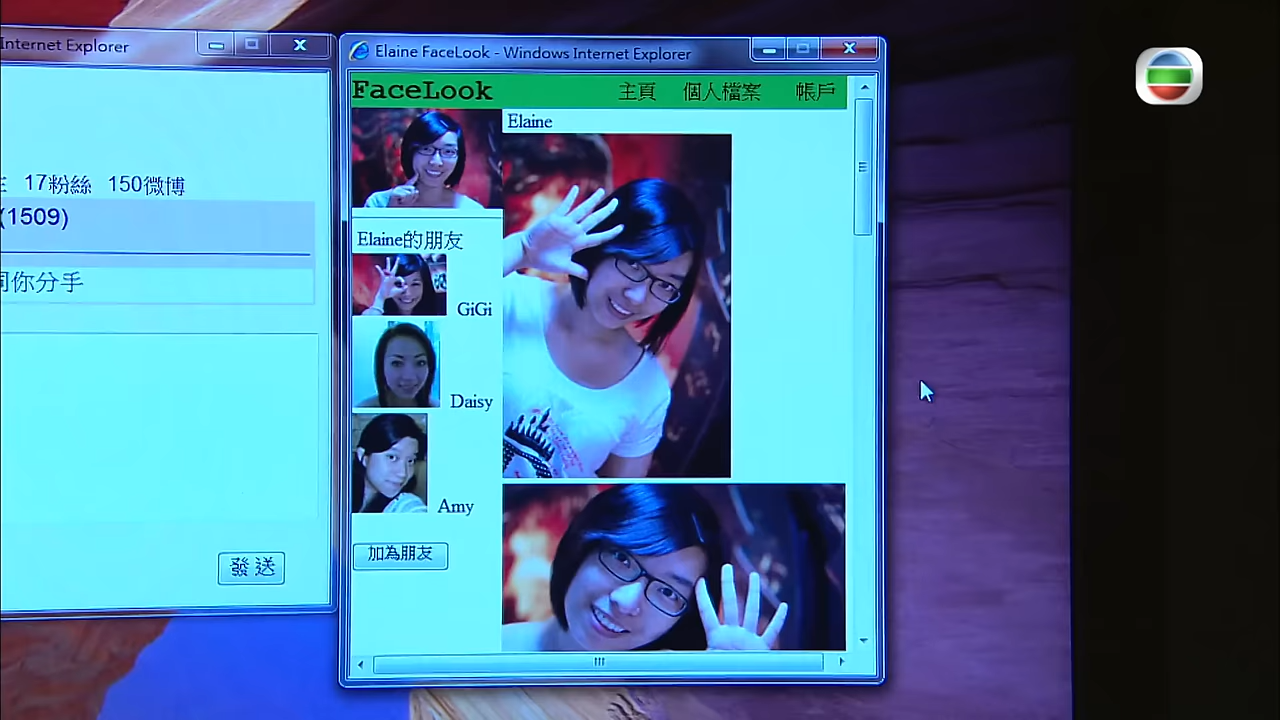 Internet Explorer
17粉絲 150微博
(1509)
同你分手
發送
Elaine FaceLook - Windows Internet Explorer
FaceLook 主頁 個人檔案 帳戶
Elaine
Elaine的朋友
GiGi
Daisy
Amy
加為朋友